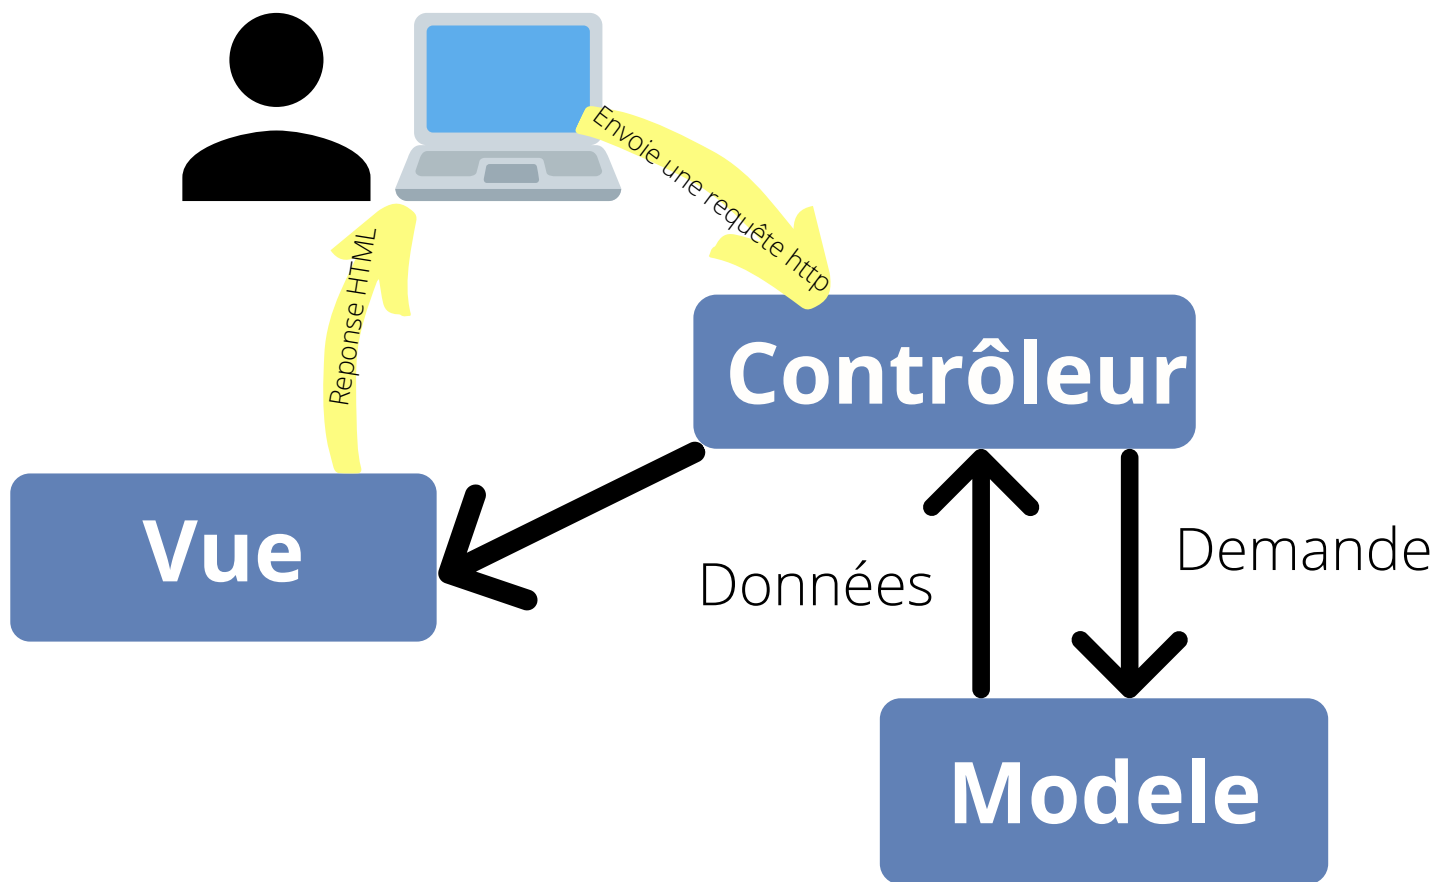 Envoie une requête http
Reponse HTML
Contrôleur
Vue
Demande
Données
Modele